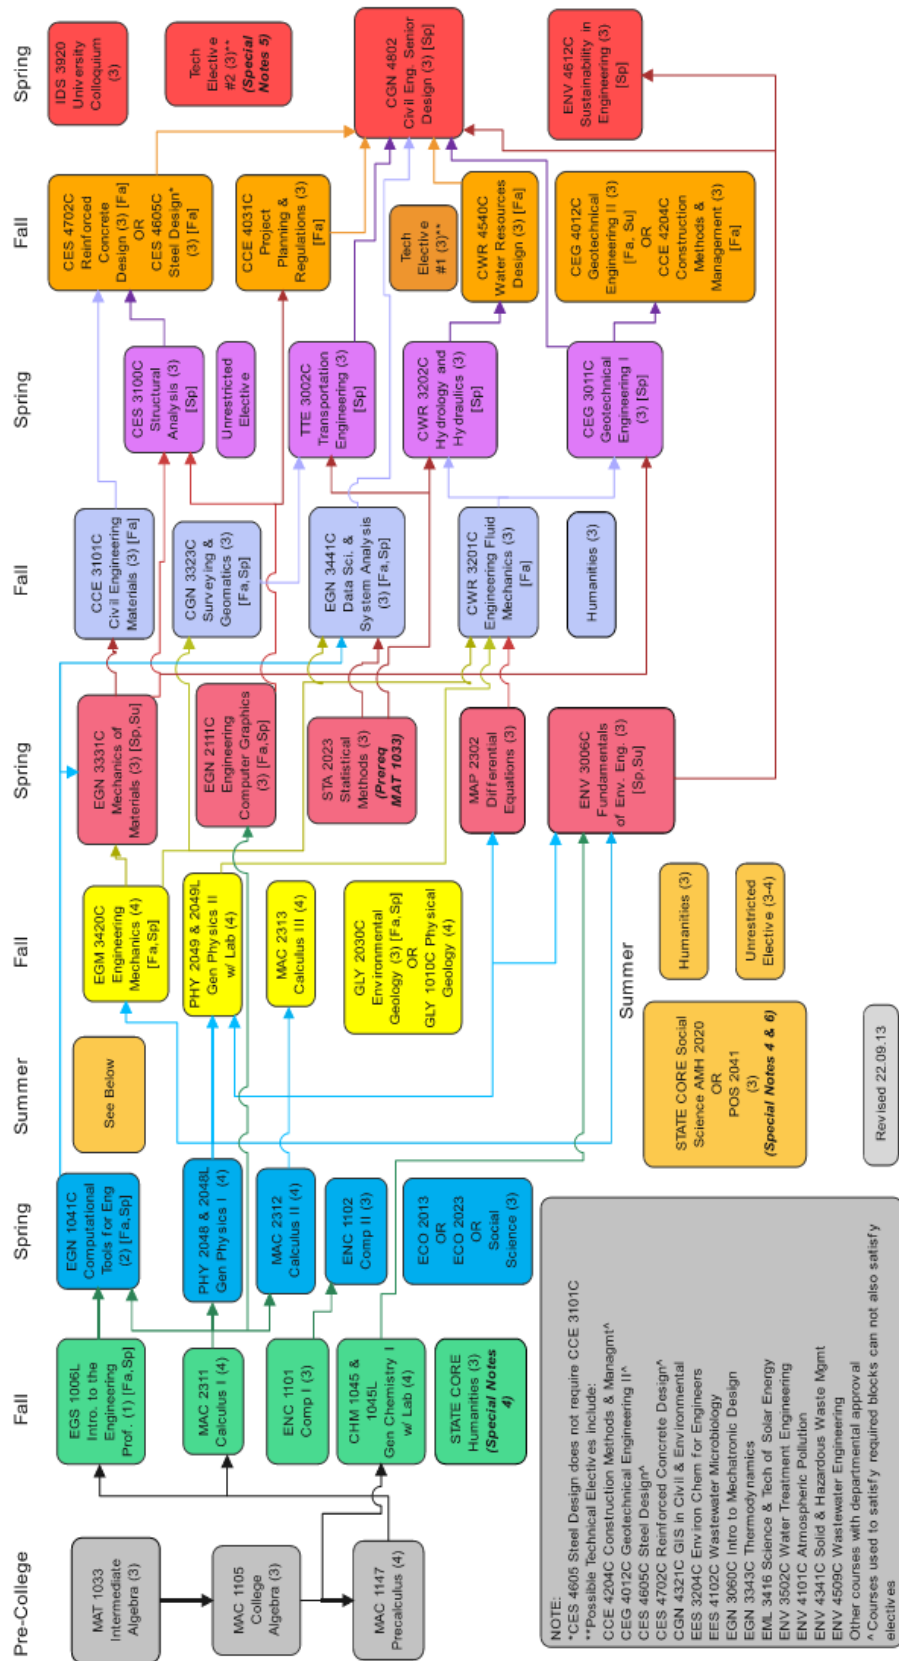 Pre-College
MAT 1033
Intermediate
Algebra (3)
MAC 1105
College
Algebra (3)
MAC 1147
Precalculus (4)
Fall
EGS 1006L
Intro. to the
Engineering
Prof. (1) [Fa,Sp]
MAC 2311
Calculus I (4)
ENC 1101
Comp I (3)
CHM 1045 &
1045L
Gen Chemistry I
w/ Lab (4)
STATE CORE
Humanities (3)
(Special Notes
4)
Spring
EGN 1041C
Computational
Tools for Eng
(2) [Fa,Sp]
PHY 2048 & 2048L
Gen Physics I (4)
MAC 2312
Calculus II (4)
ENC 1102
Comp II (3)
ECO 2013
OR
ECO 2023
OR
Social
Science (3)
Summer
See Below
Fall
EGM 3420C
Engineering
Mechanics (4)
[Fa,Sp]
PHY 2049 & 2049L
Gen Physics II
w/ Lab (4)
MAC 2313
Calculus III (4)
GLY 2030C
Environmental
Geology (3) [Fa,Sp]
OR
GLY 1010C Physical
Geology (4)
Spring
EGN 3331C
Mechanics of
Materials (3) [Sp,Su]
EGN 2111C
Engineering
Computer Graphics
(3) [Fa,Sp]
STA 2023
Statistical
Methods (3)
(Prereq
MAT 1033)
MAP 2302
Differential
Equations (3)
ENV 3006C
Fundamentals
of Env. Eng. (3)
[Sp,Su]
Fall
CCE 3101C
Civil Engineering
Materials (3) [Fa]
CGN 3323C
Surveying &
Geomatics (3)
[Fa,Sp]
EGN 3441C
Data Sci. &
System Analysis
(3) [Fa,Sp]
CWR 3201C
Engineering Fluid
Mechanics (3)
[Fa]
Humanities (3)
Spring
CES 3100C
Structural
Analysis (3)
[Sp]
Unrestricted
Elective
TTE 3002C
Transportation
Engineering (3)
[Sp]
CWR 3202C
Hydrology and
Hydraulics (3)
[Sp]
CEG 3011C
Geotechnical
Engineering I
(3) [Sp]
Fall
CES 4702C
Reinforced
Concrete
Design (3) [Fa]
OR
CES 4605C
Steel Design*
(3) [Fa]
CCE 4031C
Project
Planning &
Regulations (3)
[Fa]
Tech
Elective
#1 (3)**
CWR 4540C
Water Resources
Design (3) [Fa]
CEG 4012C
Geotechnical
Engineering II (3)
[Fa, Su]
OR
CCE 4204C
Construction
Methods &
Management (3)
[Fa]
Spring
IDS 3920
University
Colloquium
(3)
Tech
Elective
#2 (3)**
(Special
Notes 5)
CGN 4802
Civil Eng. Senior
Design (3) [Sp]
ENV 4612C
Sustainability in
Engineering (3)
[Sp]
Summer
STATE CORE Social
Science AMH 2020
OR
POS 2041
(3)
(Special Notes 4 & 6)
Humanities (3)
Unrestricted
Elective (3-4)
NOTE:
*CES 4605 Steel Design does not require CCE 3101C
**Possible Technical Electives include:
CCE 4204C Construction Methods & Managmt^
CEG 4012C Geotechnical Engineering II^
CES 4605C Steel Design^
CES 4702C Reinforced Concrete Design^
CGN 4321C GIS in Civil & Environmental
EES 3204C Environ Chem for Engineers
EES 4102C Wastewater Microbiology
EGN 3060C Intro to Mechatronic Design
EGN 3343C Thermodynamics
EML 3416 Science & Tech of Solar Energy
ENV 3502C Water Treatment Engineering
ENV 4101C Atmospheric Pollution
ENV 4341C Solid & Hazardous Waste Mgmt
ENV 4509C Wastewater Engineering
Other courses with departmental approval
^Courses used to satisfy required blocks can not also satisfy
electives
Revised 22.09.13